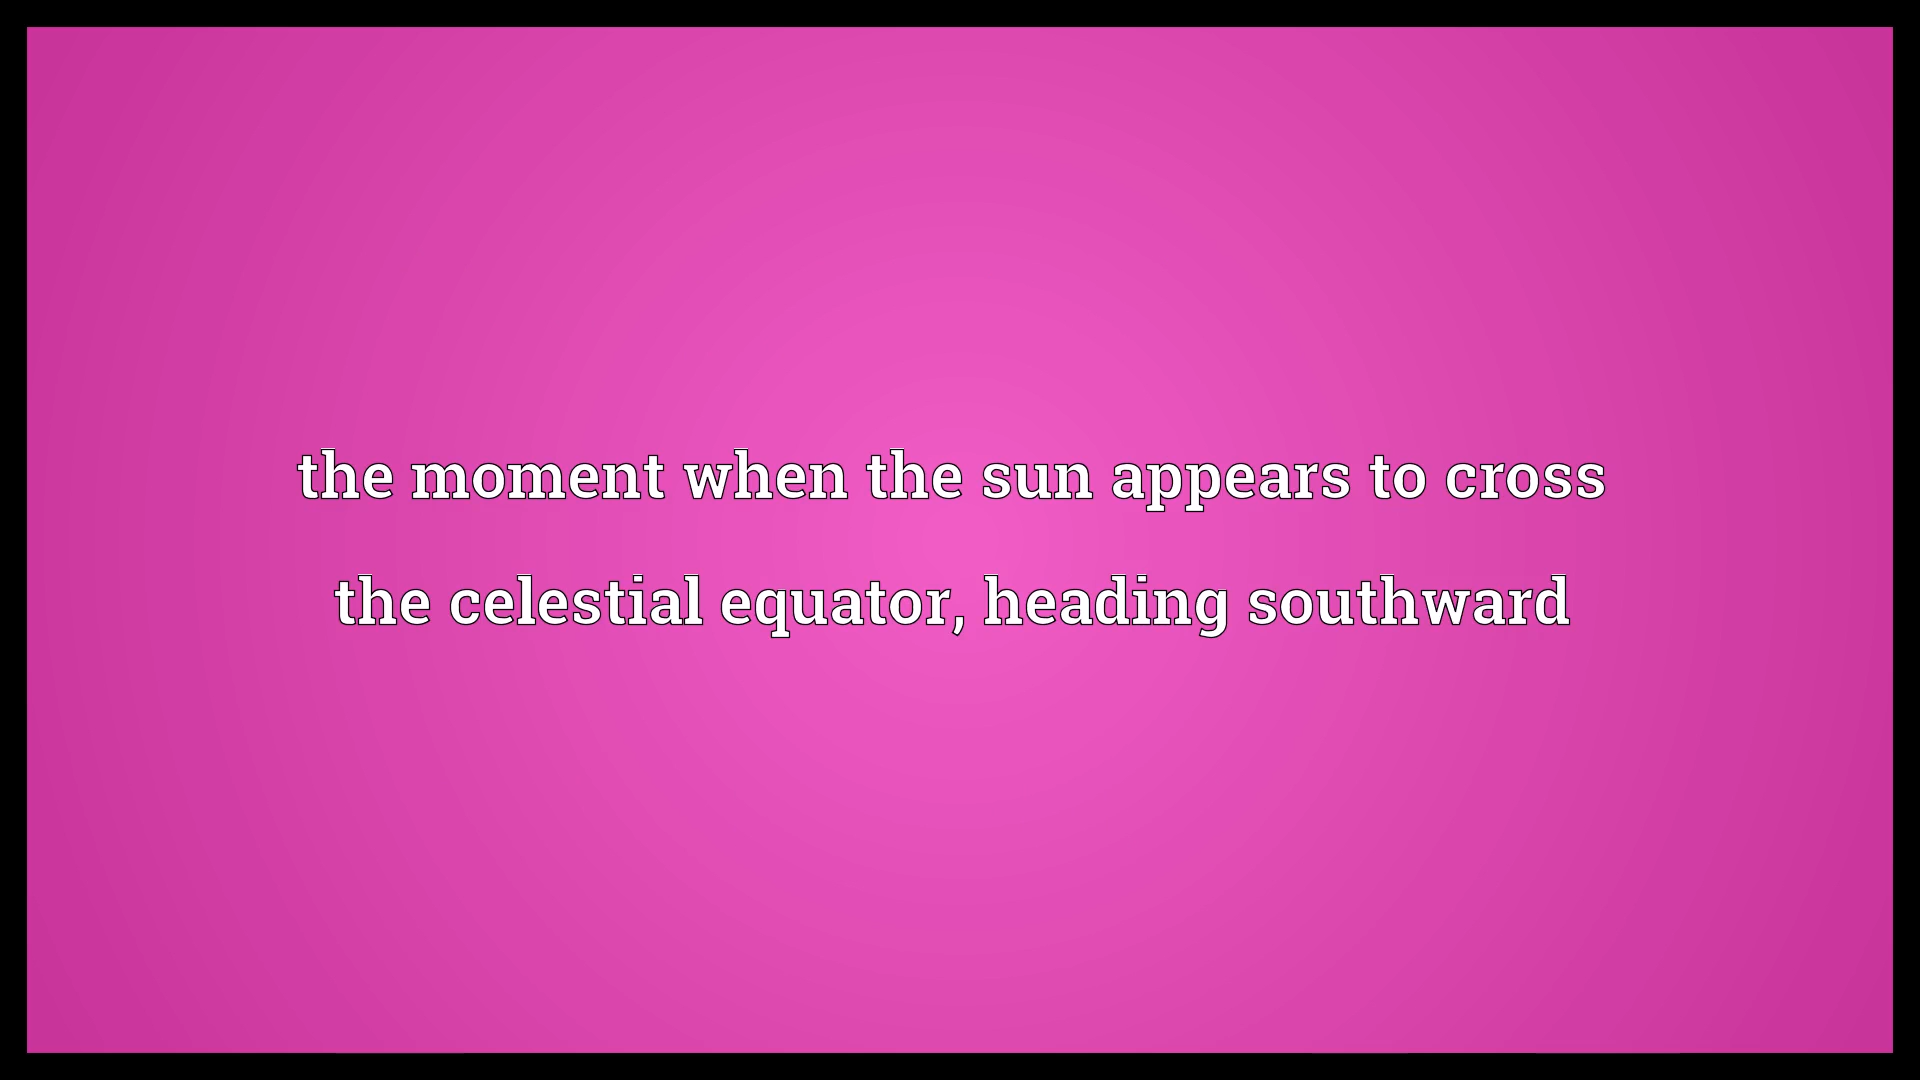 the moment when the sun appears to cross
the celestial equator, heading southward